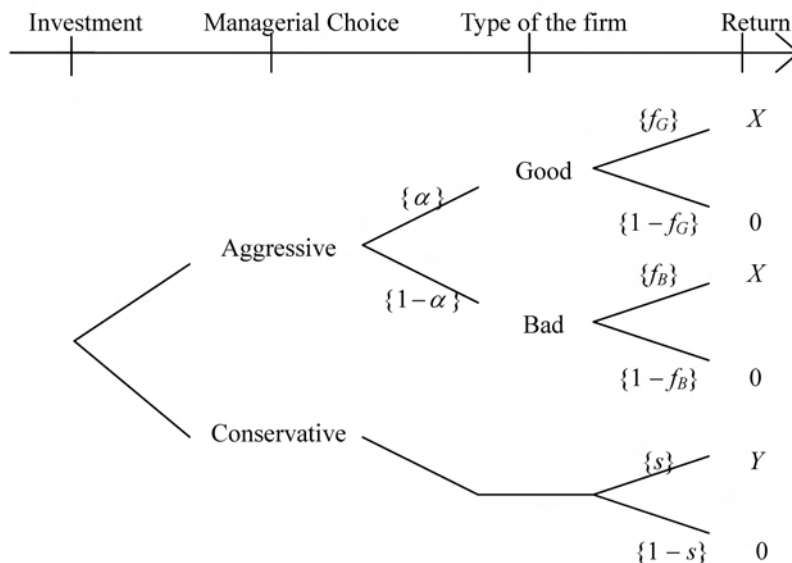 Investment Managerial Choice Type of the firm Return
{f_G} X
Good
{α}
{1−f_G} 0
Aggressive
{f_B} X
{1−α}
Bad
{1−f_B} 0
Conservative
{s} Y
{1−s} 0